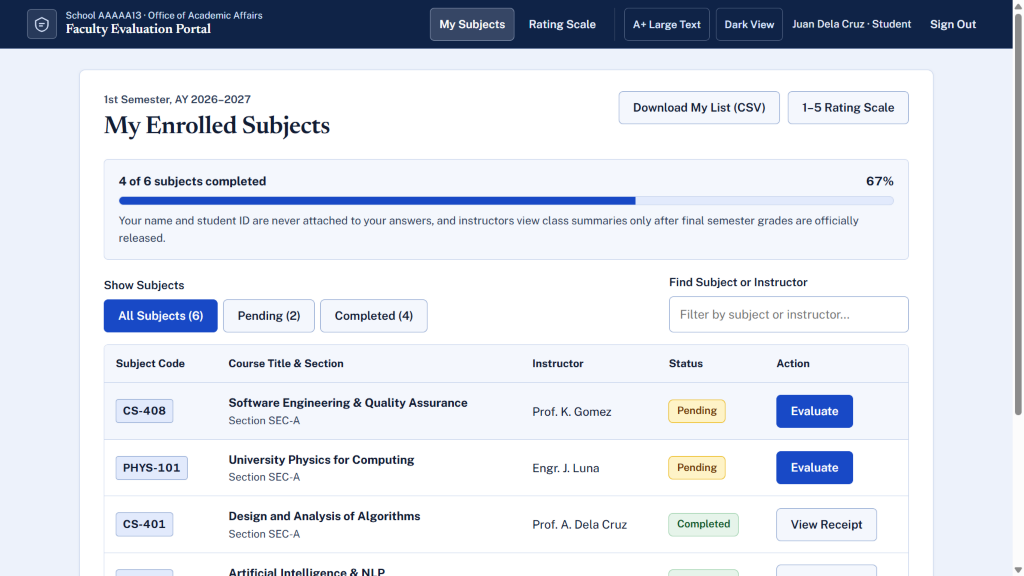 School AAAAA13 · Office of Academic Affairs
Faculty Evaluation Portal
My Subjects
Rating Scale
A+ Large Text
Dark View
Juan Dela Cruz · Student
Sign Out
1st Semester, AY 2026–2027
My Enrolled Subjects
Download My List (CSV)
1–5 Rating Scale
4 of 6 subjects completed
67%
Your name and student ID are never attached to your answers, and instructors view class summaries only after final semester grades are officially
released.
Show Subjects
Find Subject or Instructor
All Subjects (6)
Pending (2)
Completed (4)
Filter by subject or instructor...
Subject Code
Course Title & Section
Instructor
Status
Action
CS-408
Software Engineering & Quality Assurance
Section SEC-A
Prof. K. Gomez
Pending
Evaluate
PHYS-101
University Physics for Computing
Section SEC-A
Engr. J. Luna
Pending
Evaluate
CS-401
Design and Analysis of Algorithms
Section SEC-A
Prof. A. Dela Cruz
Completed
View Receipt
Artificial Intelligence & NLP